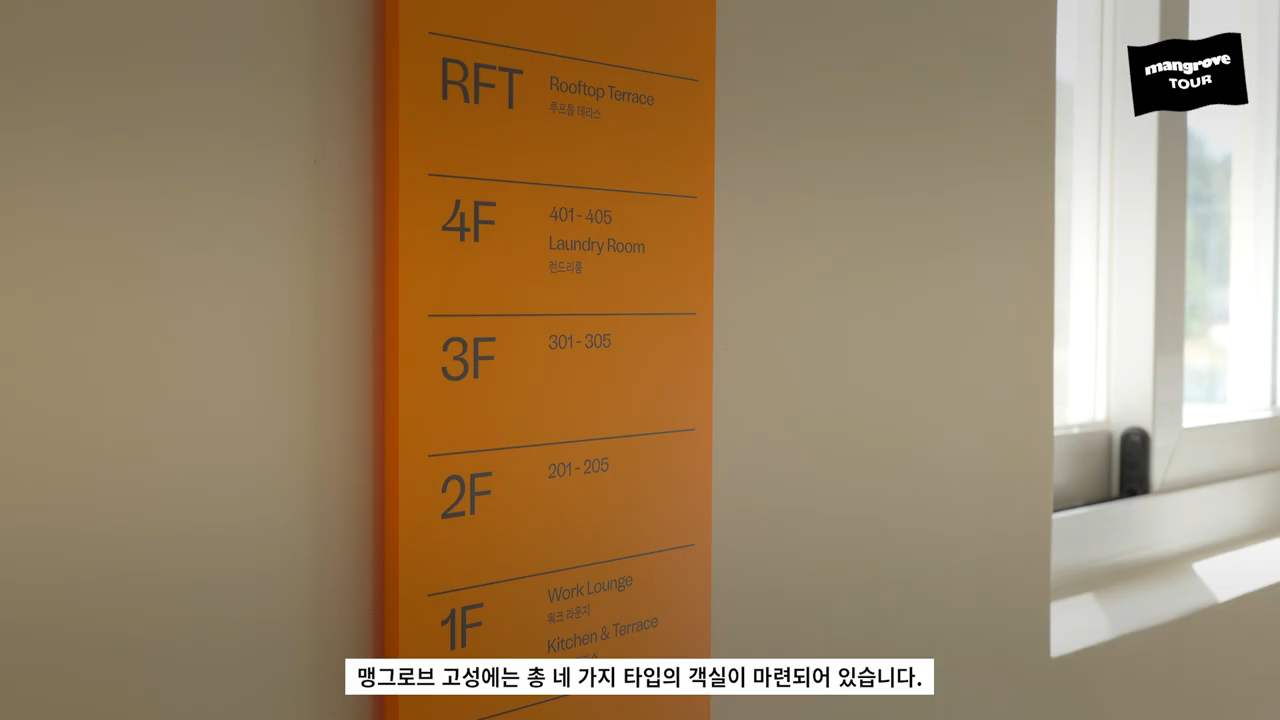 mangrove
TOUR
RFT
Rooftop Terrace
루프톱 테라스
4F
401 - 405
Laundry Room
런드리룸
3F
301 - 305
2F
201 - 205
1F
Work Lounge
워크 라운지
Kitchen & Terrace
맹그로브 고성에는 총 네 가지 타입의 객실이 마련되어 있습니다.